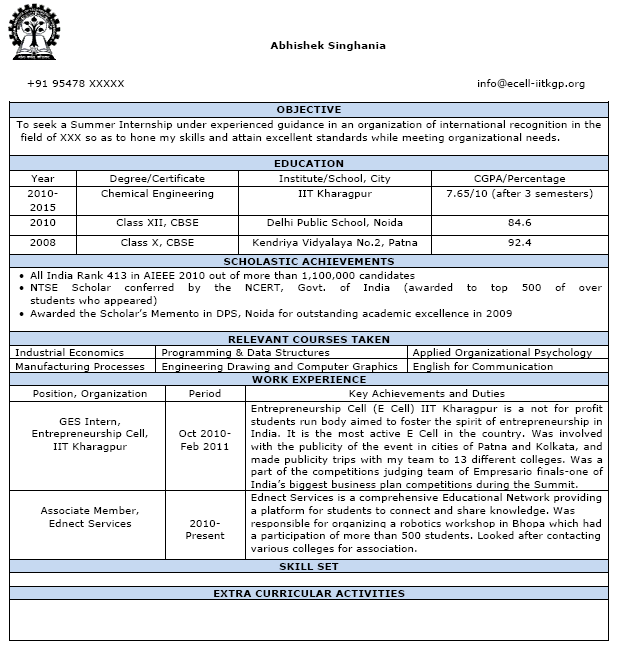 Abhishek Singhania
+91 95478 XXXXX info@ecell-iitkgp.org
OBJECTIVE
To seek a Summer Internship under experienced guidance in an organization of international recognition in the
field of XXX so as to hone my skills and attain excellent standards while meeting organizational needs.
EDUCATION
Year Degree/Certificate Institute/School, City CGPA/Percentage
2010-
2015 Chemical Engineering IIT Kharagpur 7.65/10 (after 3 semesters)
2010 Class XII, CBSE Delhi Public School, Noida 84.6
2008 Class X, CBSE Kendriya Vidyalaya No.2, Patna 92.4
SCHOLASTIC ACHIEVEMENTS
• All India Rank 413 in AIEEE 2010 out of more than 1,100,000 candidates
• NTSE Scholar conferred by the NCERT, Govt. of India (awarded to top 500 of over
students who appeared)
• Awarded the Scholar's Memento in DPS, Noida for outstanding academic excellence in 2009
RELEVANT COURSES TAKEN
Industrial Economics Programming & Data Structures Applied Organizational Psychology
Manufacturing Processes Engineering Drawing and Computer Graphics English for Communication
WORK EXPERIENCE
Position, Organization Period Key Achievements and Duties
GES Intern,
Entrepreneurship Cell,
IIT Kharagpur
Oct 2010-
Feb 2011
Entrepreneurship Cell (E Cell) IIT Kharagpur is a not for profit
students run body aimed to foster the spirit of entrepreneurship in
India. It is the most active E Cell in the country. Was involved
with the publicity of the event in cities of Patna and Kolkata, and
made publicity trips with my team to 13 different colleges. Was a
part of the competitions judging team of Empresario finals-one of
India's biggest business plan competitions during the Summit.
Associate Member,
Ednect Services
2010-
Present
Ednect Services is a comprehensive Educational Network providing
a platform for students to connect and share knowledge. Was
responsible for organizing a robotics workshop in Bhopa which had
a participation of more than 500 students. Looked after contacting
various colleges for association.
SKILL SET
EXTRA CURRICULAR ACTIVITIES